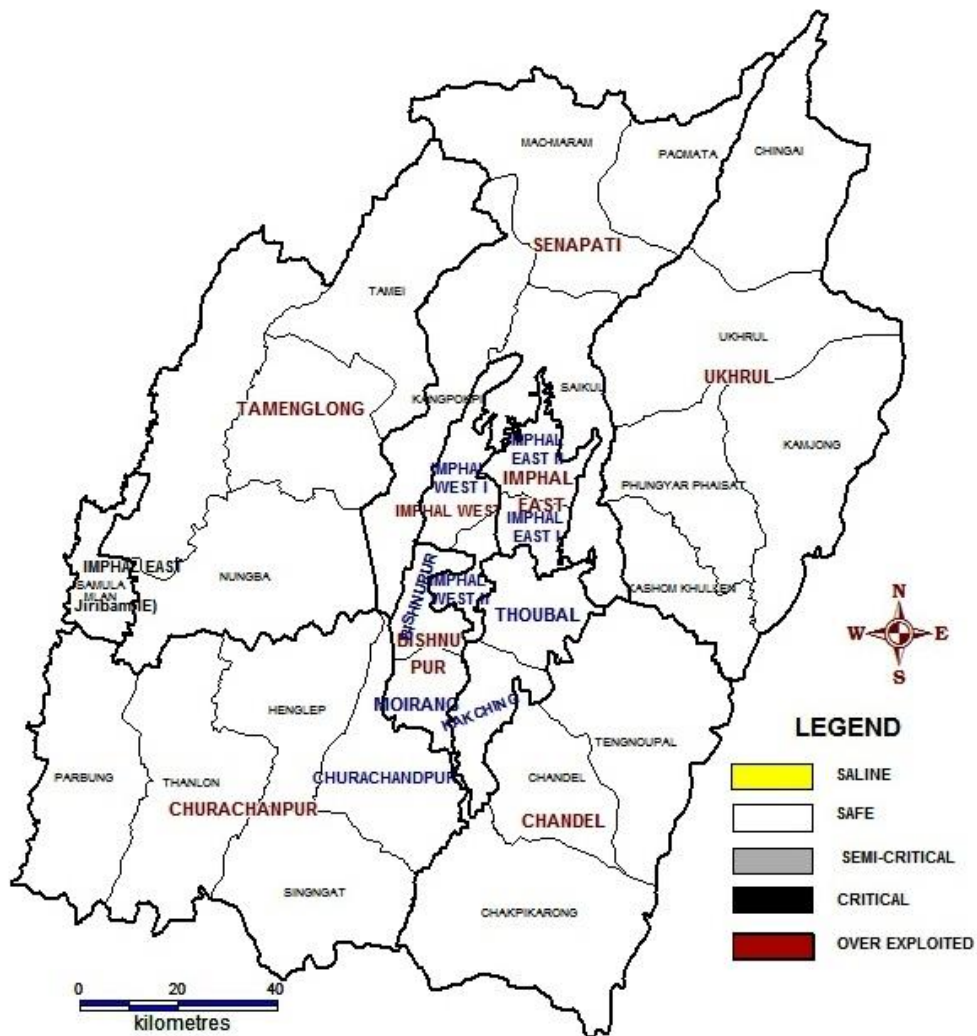 MAO-MARAM
PAOMATA
CHINGAI
SENAPATI
TAMEI
UKHRUL
UKHRUL
SAIKUL
KANGPOKPI
TAMENGLONG
KAMJONG
IMPHAL
EAST II
IMPHAL
WEST I
IMPHAL
EAST
PHUNGYAR PHAISAT
IMPHAL WEST
IMPHAL
EAST I
IMPHAL EAST
NUNGBA
Jiribam(IE)
BISHNUPUR
IMPHAL
WEST II
KASHOM KHULLEN
THOUBAL
BISHNU
PUR
MOIRANG
KAKCHING
HENGLEP
TENGNOUPAL
PARBUNG
THANLON
CHURACHANDPUR
CHANDEL
CHURACHANPUR
CHANDEL
SINGNGAT
CHAKPIKARONG
N
W E
S
LEGEND
SALINE
SAFE
SEMI-CRITICAL
CRITICAL
OVER EXPLOITED
0 20 40
kilometres